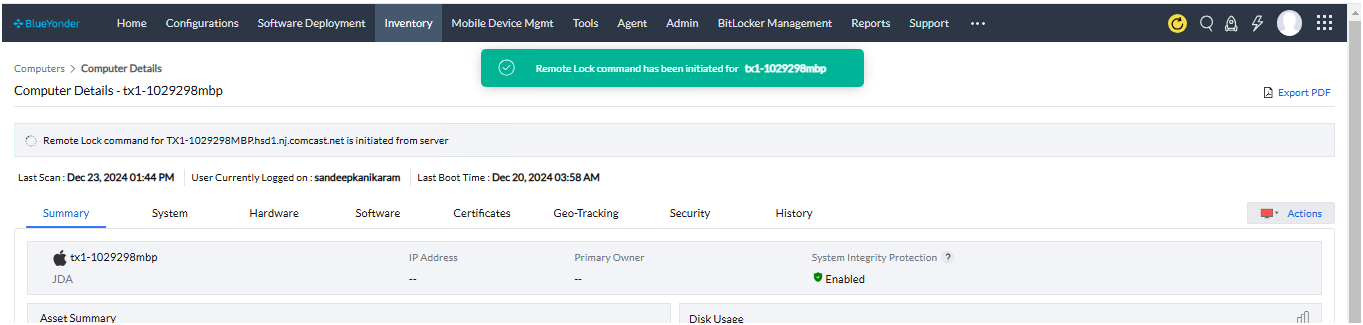 BlueYonder Home Configurations Software Deployment Inventory Mobile Device Mgmt Tools Agent Admin BitLocker Management Reports Support ...
Remote Lock command has been initiated for tx1-1029298mbp
Computers > Computer Details
Computer Details - tx1-1029298mbp
Export PDF
Remote Lock command for TX1-1029298MBP.hsd1.nj.comcast.net is initiated from server
Last Scan : Dec 23, 2024 01:44 PM User Currently Logged on : sandeepkanikaram Last Boot Time : Dec 20, 2024 03:58 AM
Summary System Hardware Software Certificates Geo-Tracking Security History Actions
tx1-1029298mbp IP Address Primary Owner System Integrity Protection ?
JDA -- -- Enabled
Asset Summary Disk Usage